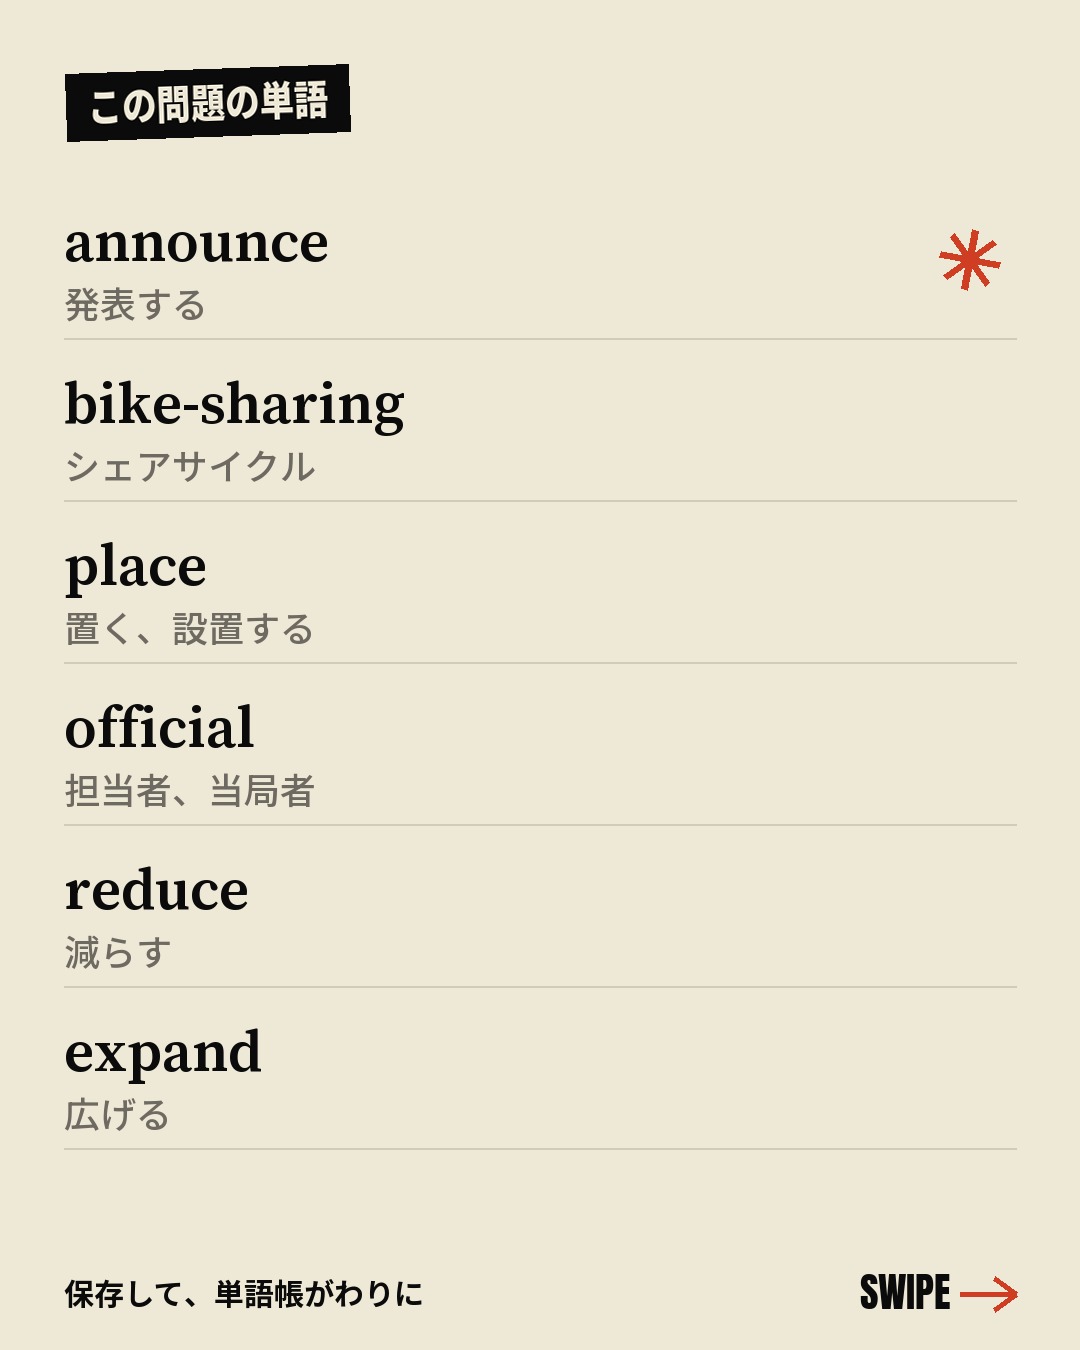 この問題の単語
announce
発表する
bike-sharing
シェアサイクル
place
置く、設置する
official
担当者、当局者
reduce
減らす
expand
広げる
保存して、単語帳がわりに
SWIPE